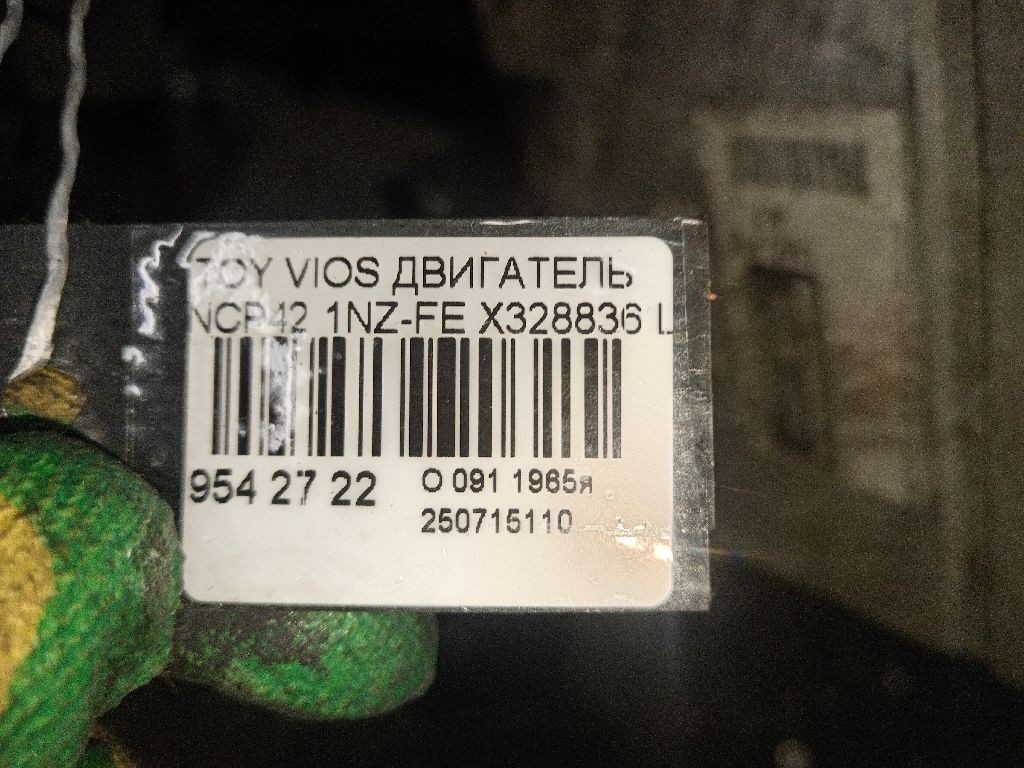 TOY VIOS ДВИГАТЕЛЬ
NCP42 1NZ-FE X328836
954 27 22
О 091 1965я
250715110